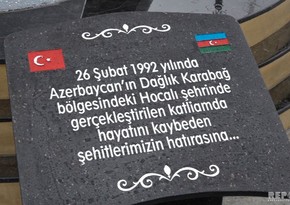 26 Şubat 1992 yılında
Azerbaycan'ın Dağlık Karabağ
bölgesindeki Hocalı şehrinde
gerçekleştirilen katliamda
hayatını kaybeden
şehitlerimizin hatırasına...